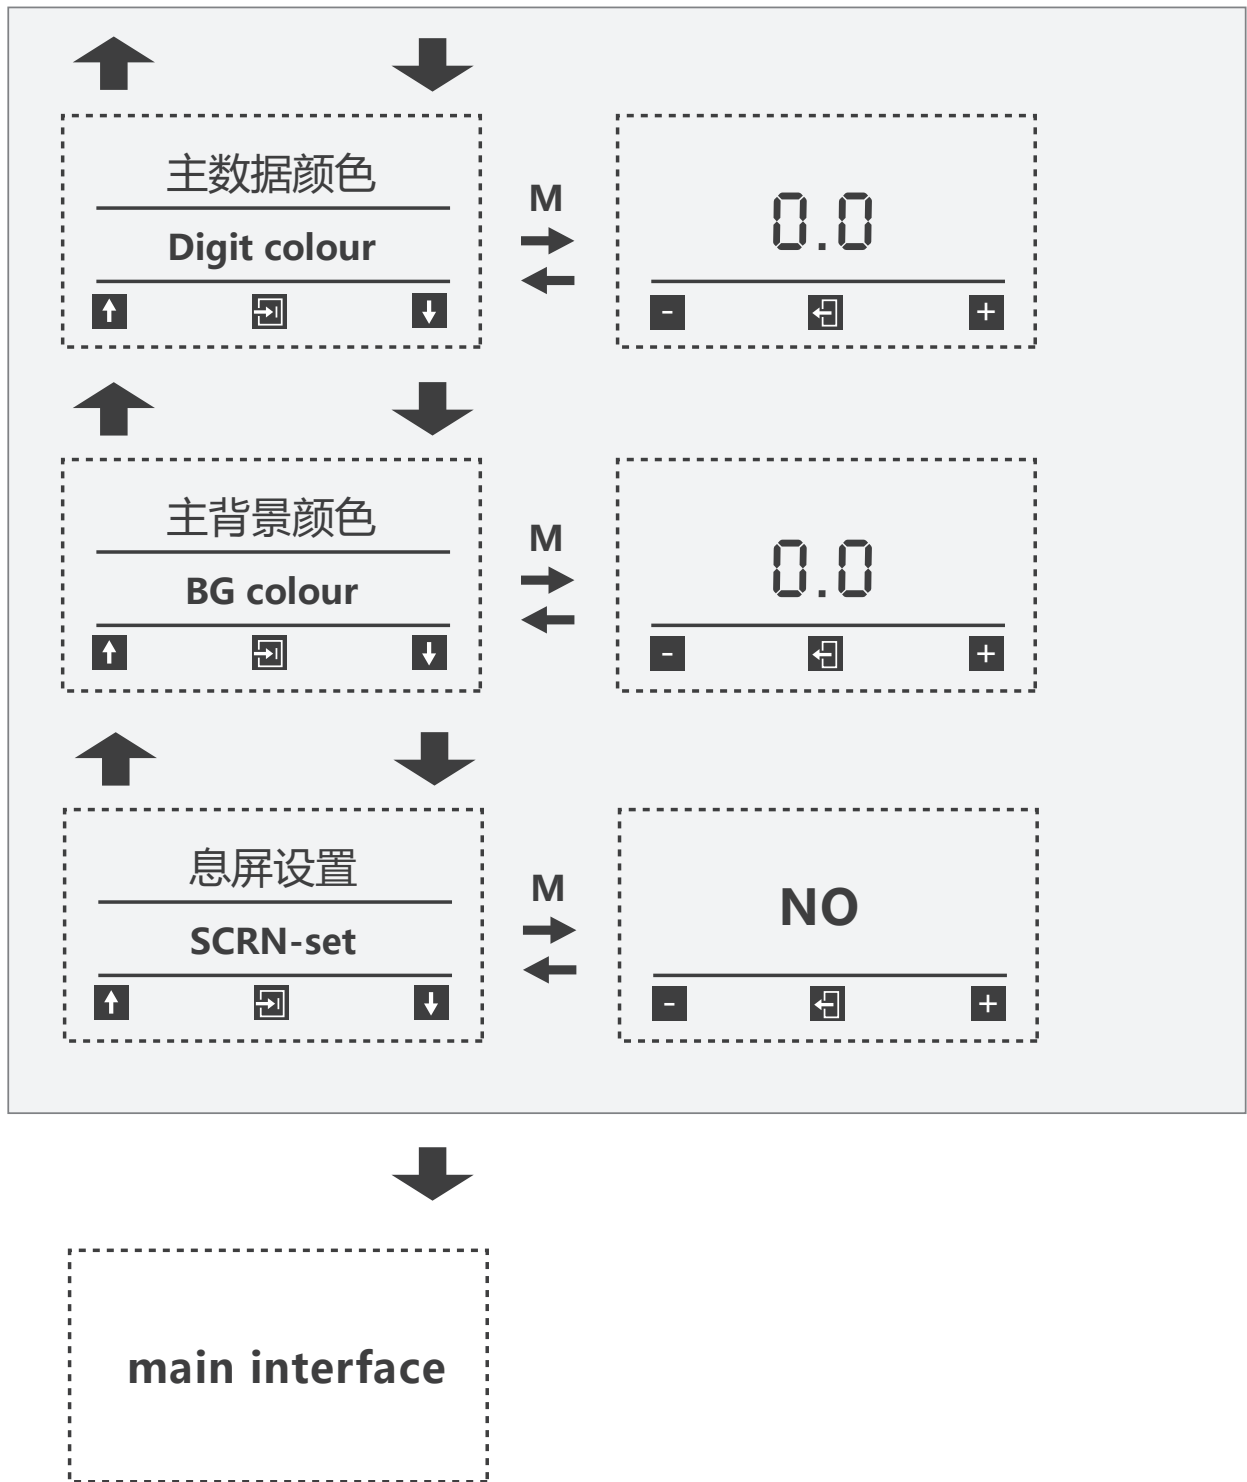 主数据颜色
Digit colour
M
0.0
-
+
主背景颜色
BG colour
M
0.0
-
+
息屏设置
SCRN-set
M
NO
-
+
main interface